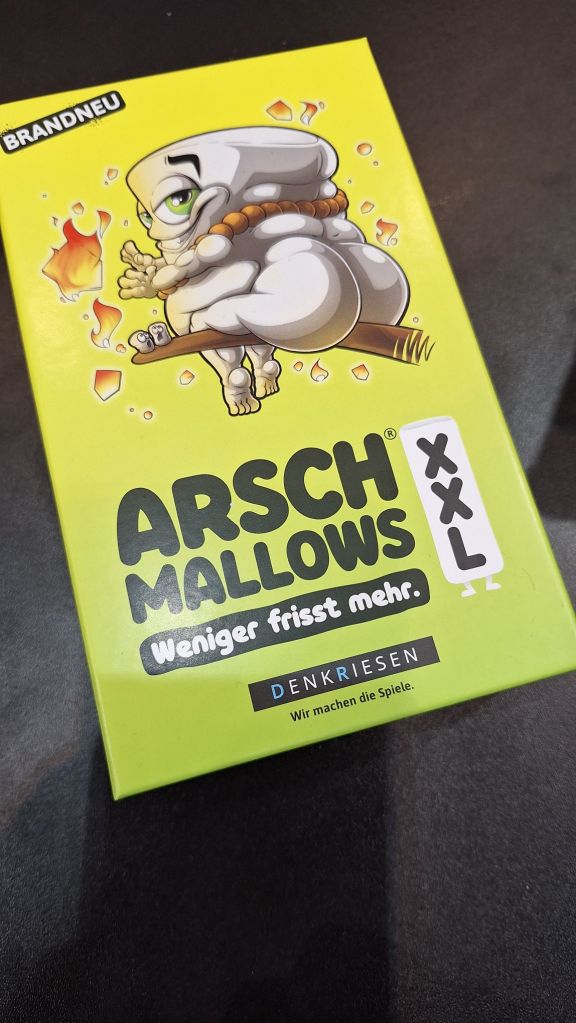 BRANDNEU
ARSCH®
MALLOWS
XXL
Weniger frisst mehr.
DENKRIESEN
Wir machen die Spiele.